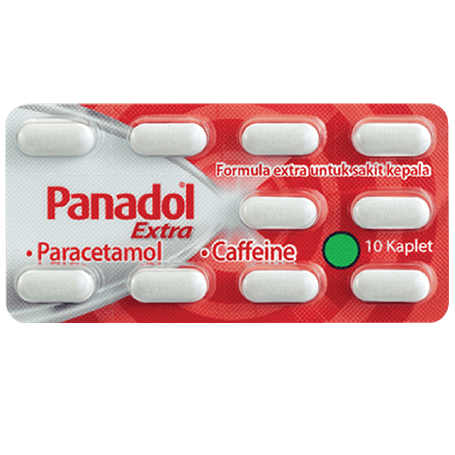 Formula extra untuk sakit kepala
Panadol
Extra
• Paracetamol
• Caffeine
10 Kaplet